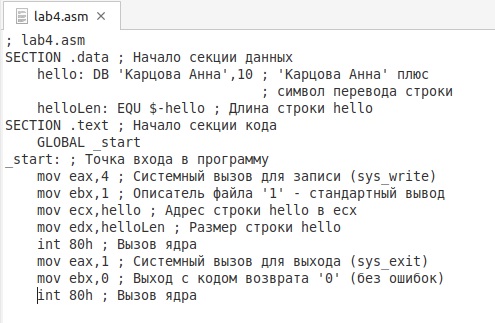 lab4.asm ×
; lab4.asm
SECTION .data ; Начало секции данных
    hello: DB 'Карцова Анна',10 ; 'Карцова Анна' плюс
                                ; символ перевода строки
    helloLen: EQU $-hello ; Длина строки hello
SECTION .text ; Начало секции кода
    GLOBAL _start
_start: ; Точка входа в программу
    mov eax,4 ; Системный вызов для записи (sys_write)
    mov ebx,1 ; Описатель файла '1' - стандартный вывод
    mov ecx,hello ; Адрес строки hello в ecx
    mov edx,helloLen ; Размер строки hello
    int 80h ; Вызов ядра
    mov eax,1 ; Системный вызов для выхода (sys_exit)
    mov ebx,0 ; Выход с кодом возврата '0' (без ошибок)
    int 80h ; Вызов ядра